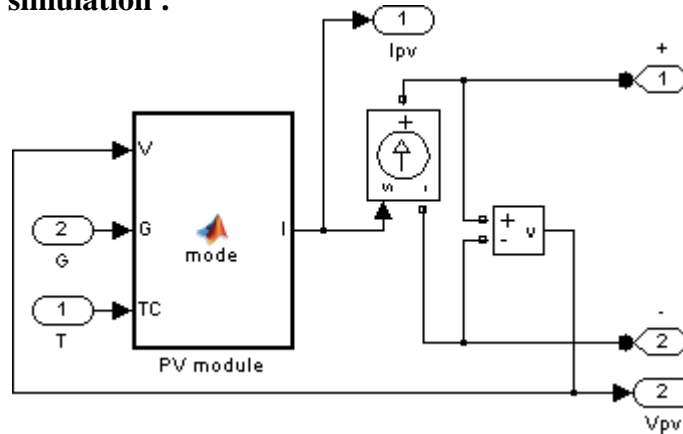 simulation :
1
Ipv
+
1
V
+
s
-
2
G
G
mode
I
+
-
v
1
T
TC
PV module
-
2
2
Vpv